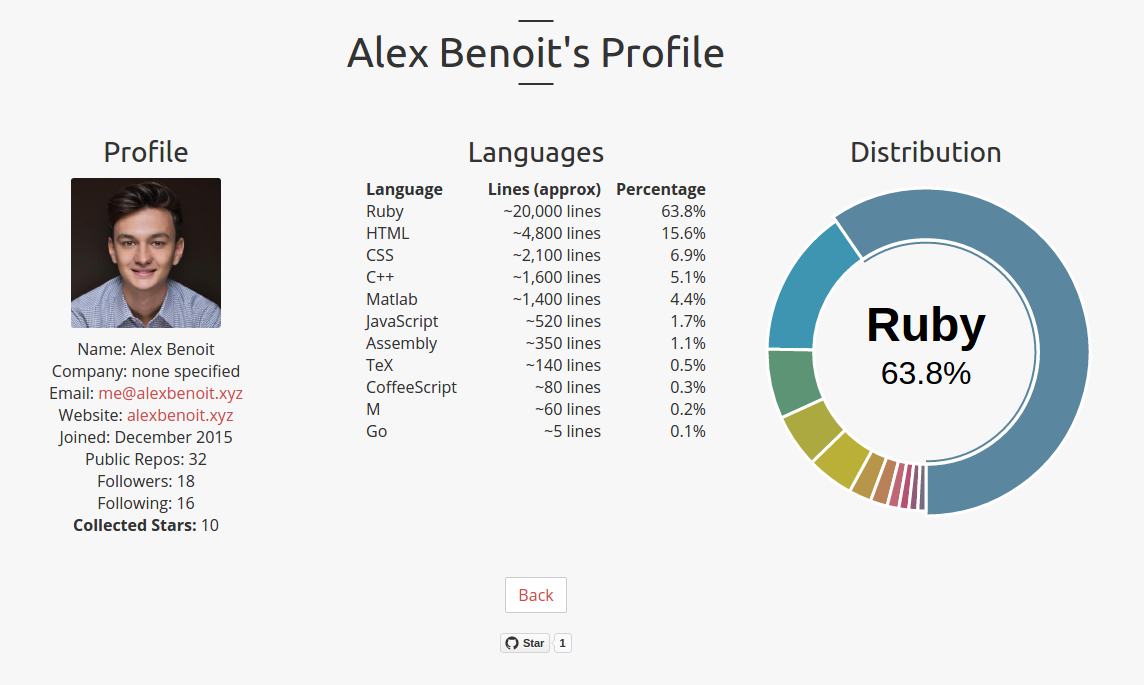 Alex Benoit's Profile
Profile
Name: Alex Benoit
Company: none specified
Email: me@alexbenoit.xyz
Website: alexbenoit.xyz
Joined: December 2015
Public Repos: 32
Followers: 18
Following: 16
Collected Stars: 10
Languages
Language Lines (approx) Percentage
Ruby ~20,000 lines 63.8%
HTML ~4,800 lines 15.6%
CSS ~2,100 lines 6.9%
C++ ~1,600 lines 5.1%
Matlab ~1,400 lines 4.4%
JavaScript ~520 lines 1.7%
Assembly ~350 lines 1.1%
TeX ~140 lines 0.5%
CoffeeScript ~80 lines 0.3%
M ~60 lines 0.2%
Go ~5 lines 0.1%
Distribution
Ruby
63.8%
Back
Star 1